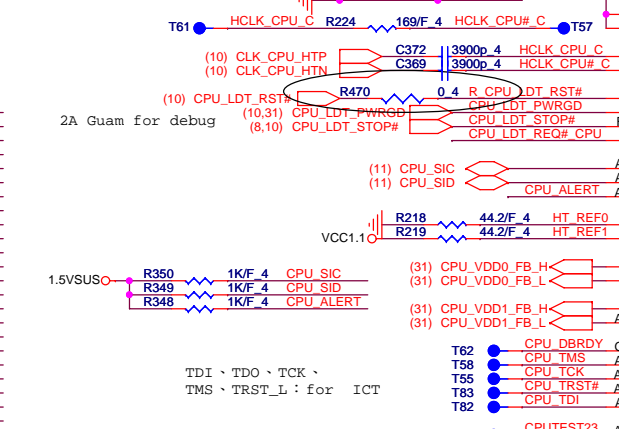 T61 HCLK_CPU_C R224 169/F_4 HCLK_CPU#_C T57
(10) CLK_CPU_HTP C372 3900p_4 HCLK_CPU_C
(10) CLK_CPU_HTN C369 3900p_4 HCLK_CPU#_C
(10) CPU_LDT_RST# R470 0_4 R_CPU_LDT_RST#
2A Guam for debug
(10,31) CPU_LDT_PWRGD CPU_LDT_PWRGD
(8,10) CPU_LDT_STOP# CPU_LDT_STOP#
CPU_LDT_REQ#_CPU
(11) CPU_SIC
(11) CPU_SID
CPU_ALERT
R218 44.2/F_4 HT_REF0
VCC1.1 R219 44.2/F_4 HT_REF1
1.5VSUS R350 1K/F_4 CPU_SIC
R349 1K/F_4 CPU_SID
R348 1K/F_4 CPU_ALERT
(31) CPU_VDD0_FB_H
(31) CPU_VDD0_FB_L
(31) CPU_VDD1_FB_H
(31) CPU_VDD1_FB_L
TDI、TDO、TCK、
TMS、TRST_L：for ICT
T62 CPU_DBRDY
T58 CPU_TMS
T55 CPU_TCK
T83 CPU_TRST#
T82 CPU_TDI
CPUTEST23